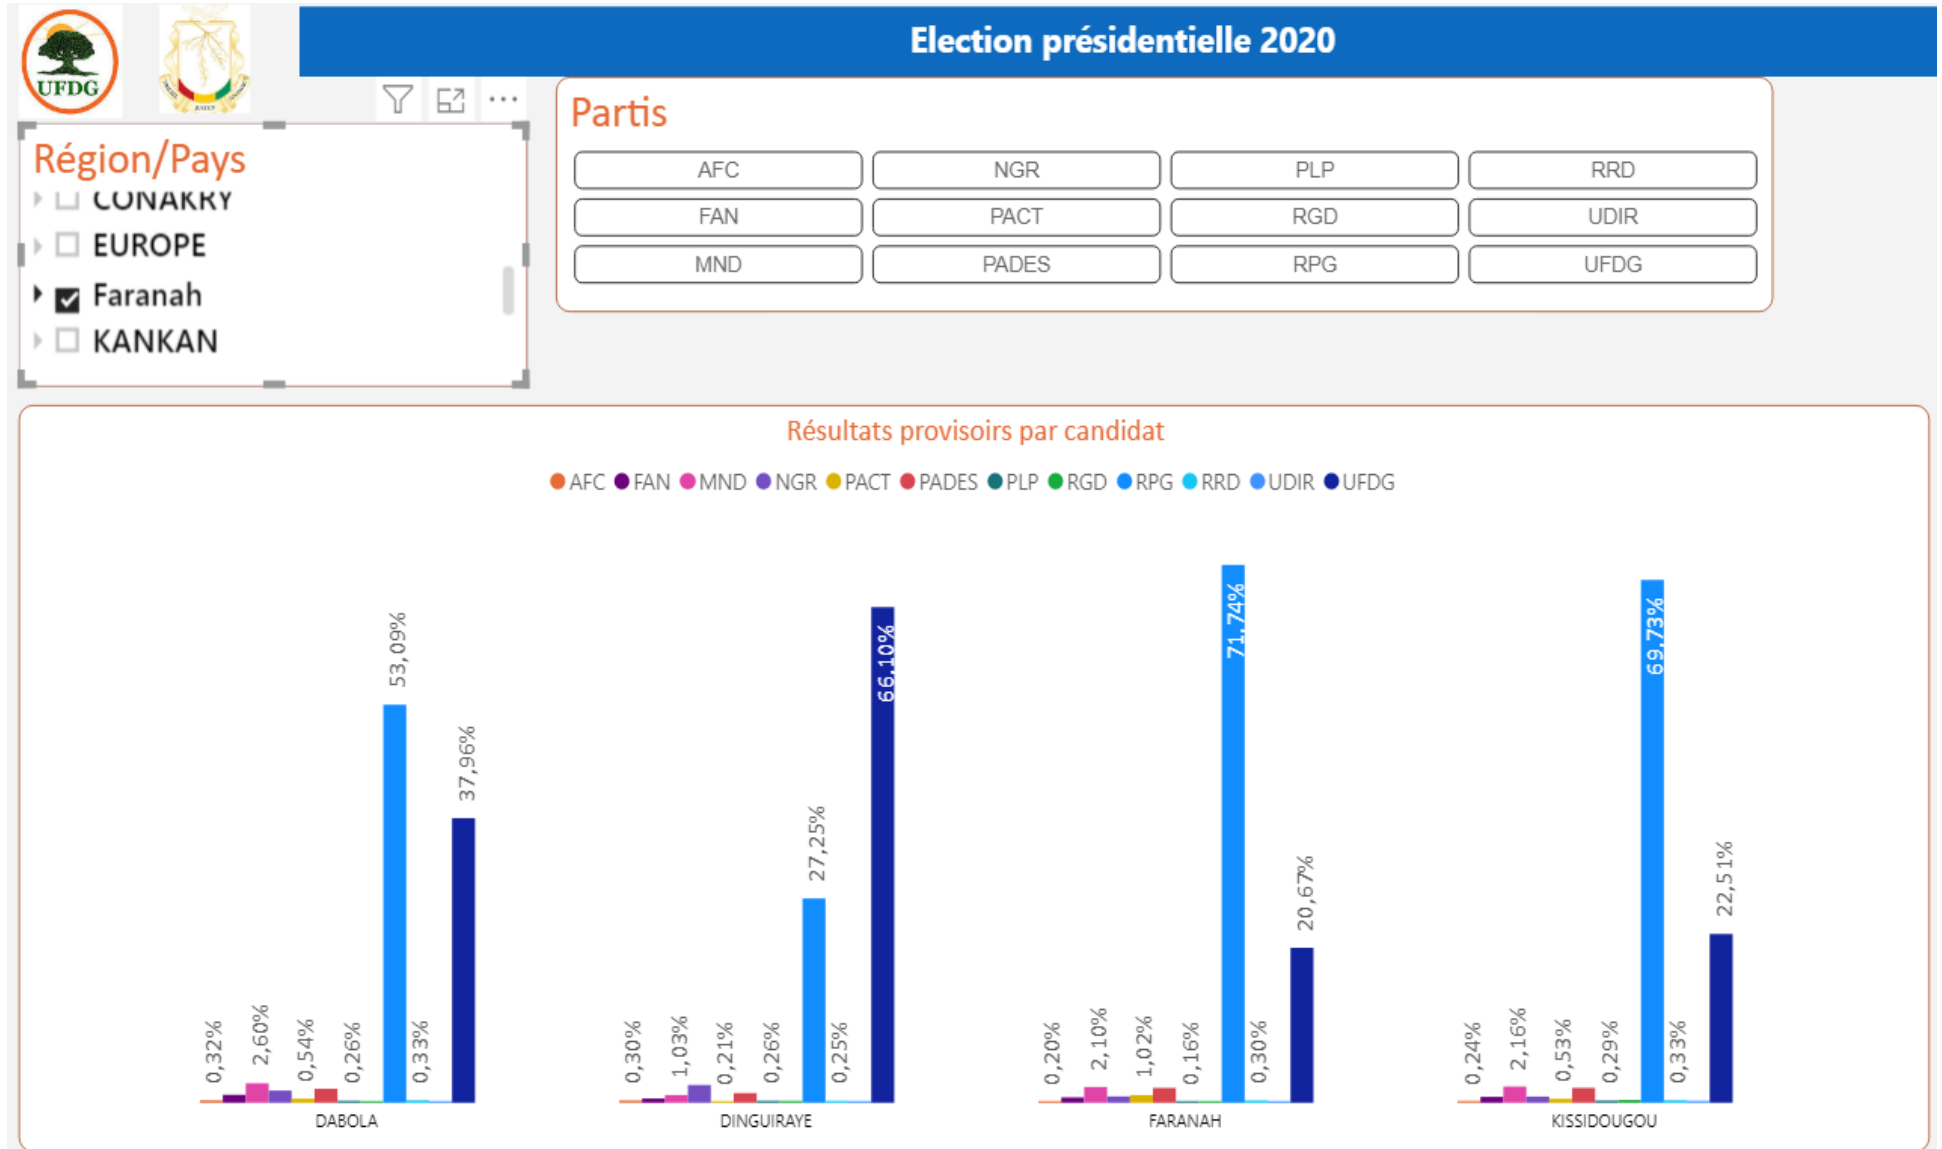 Election présidentielle 2020
UFDG
Région/Pays
CONAKRY
EUROPE
Faranah
KANKAN
Partis
AFC NGR PLP RRD
FAN PACT RGD UDIR
MND PADES RPG UFDG
Résultats provisoirs par candidat
AFC FAN MND NGR PACT PADES PLP RGD RPG RRD UDIR UFDG
0,32% 2,60% 0,54% 0,26% 53,09% 0,33% 37,96%
DABOLA
0,30% 1,03% 0,21% 0,26% 27,25% 0,25% 66,10%
DINGUIRAYE
0,20% 2,10% 1,02% 0,16% 71,74% 0,30% 20,67%
FARANAH
0,24% 2,16% 0,53% 0,29% 69,73% 0,33% 22,51%
KISSIDOUGOU